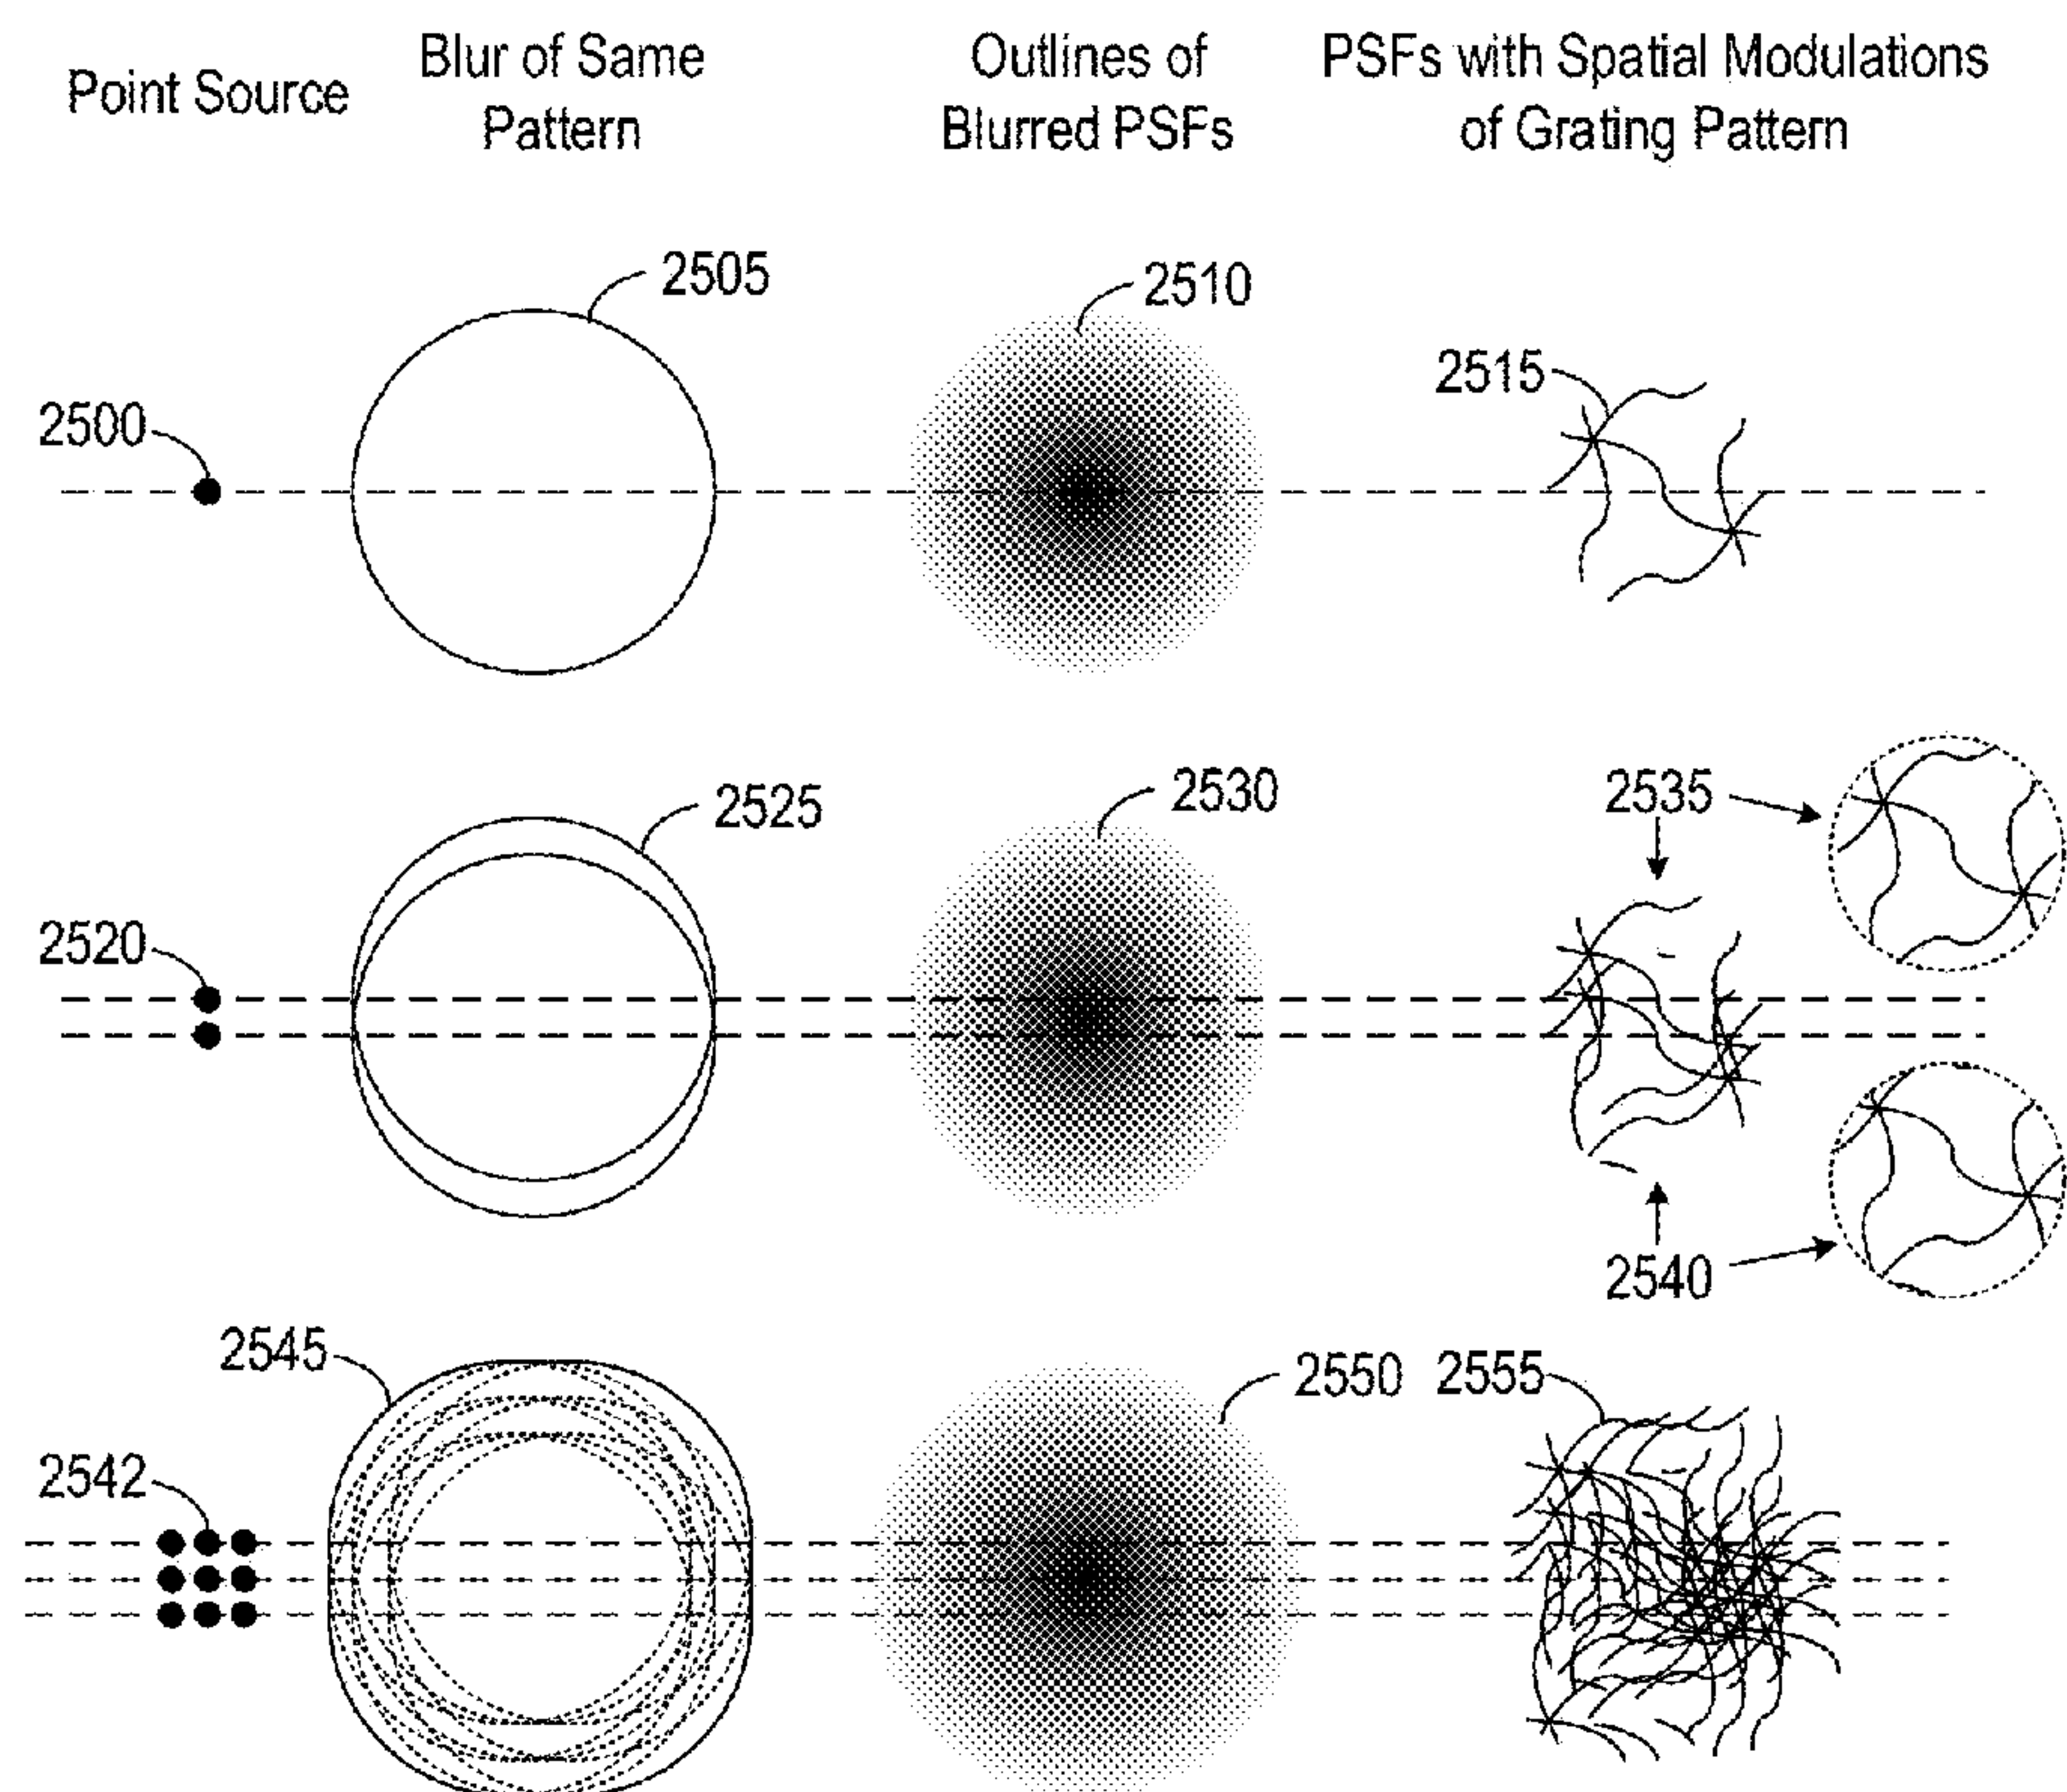 Point Source
Blur of Same
Pattern
Outlines of
Blurred PSFs
PSFs with Spatial Modulations
of Grating Pattern
2505
2510
2515
2500
2535
2530
2525
2520
2540
2545
2550
2555
2542